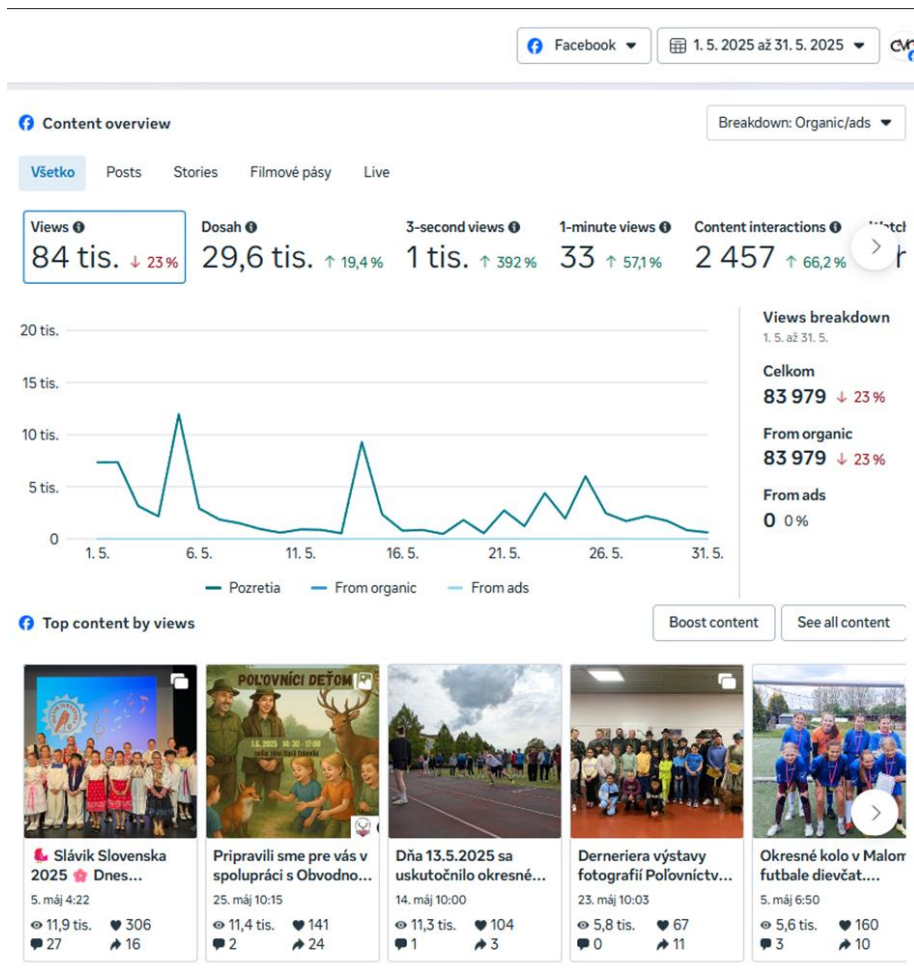 Facebook
1. 5. 2025 až 31. 5. 2025
Content overview
Breakdown: Organic/ads
Všetko Posts Stories Filmové pásy Live
Views Dosah 3-second views 1-minute views Content interactions
84 tis. ↓ 23 % 29,6 tis. ↑ 19,4 % 1 tis. ↑ 392 % 33 ↑ 57,1 % 2 457 ↑ 66,2 %
20 tis.
15 tis.
10 tis.
5 tis.
0
1. 5. 6. 5. 11. 5. 16. 5. 21. 5. 26. 5. 31. 5.
Pozretia From organic From ads
Views breakdown
1. 5. až 31. 5.
Celkom
83 979 ↓ 23 %
From organic
83 979 ↓ 23 %
From ads
0 0 %
Top content by views
Boost content See all content
POĽOVNÍCI DEŤOM
1.6. 2025 14:30 - 17:00
Slávik Slovenska
2025 Dnes...
5. máj 4:22
11,9 tis. 306
27 16
Pripravili sme pre vás v
spolupráci s Obvodno...
25. máj 10:15
11,4 tis. 141
2 24
Dňa 13.5.2025 sa
uskutočnilo okresné...
14. máj 10:00
11,3 tis. 104
1 3
Derneriera výstavy
fotografií Poľovníctv...
23. máj 10:03
5,8 tis. 67
0 11
Okresné kolo v Malom
futbale dievčat....
5. máj 6:50
5,6 tis. 160
3 10